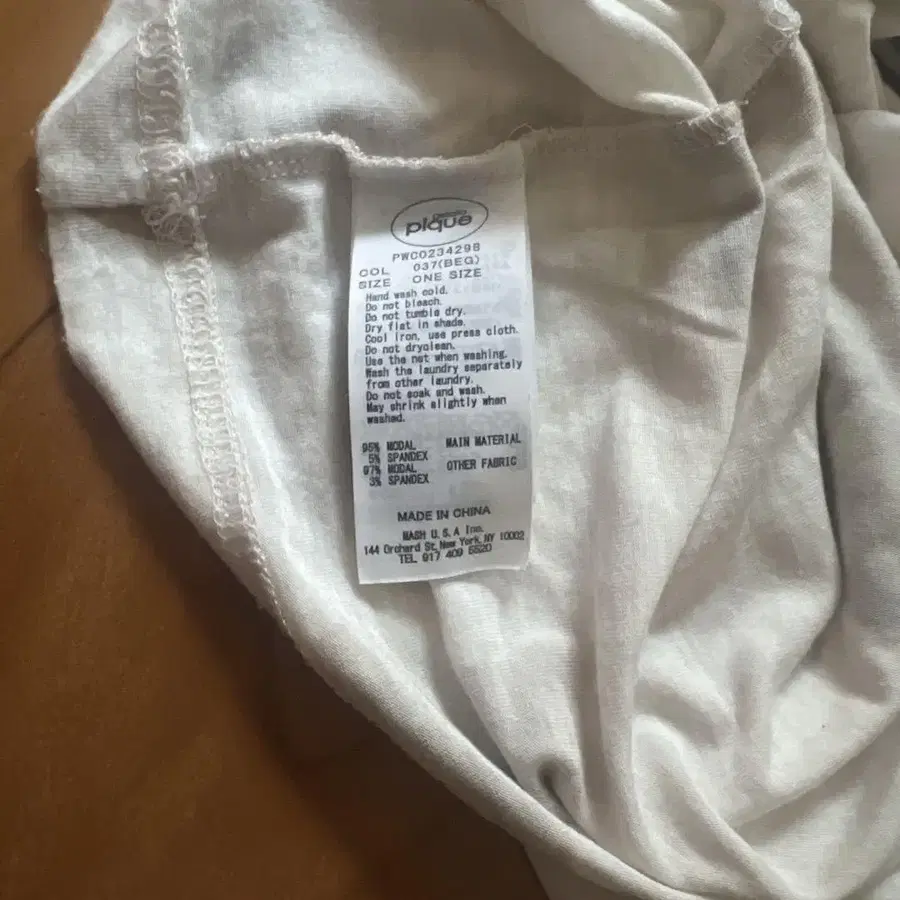 gelato
pique
PWCO234298
COL 037(BEG)
SIZE ONE SIZE
Hand wash cold.
Do not bleach.
Do not tumble dry.
Dry flat in shade.
Cool iron, use press cloth.
Do not dryclean.
Use the net when washing.
Wash the laundry separately
from other laundry.
Do not soak and wash.
May shrink slightly when
washed.
95% MODAL MAIN MATERIAL
5% SPANDEX
97% MODAL OTHER FABRIC
3% SPANDEX
MADE IN CHINA
MASH U.S.A Inc.
144 Orchard St, New York, NY 10002
TEL 917 409 5520